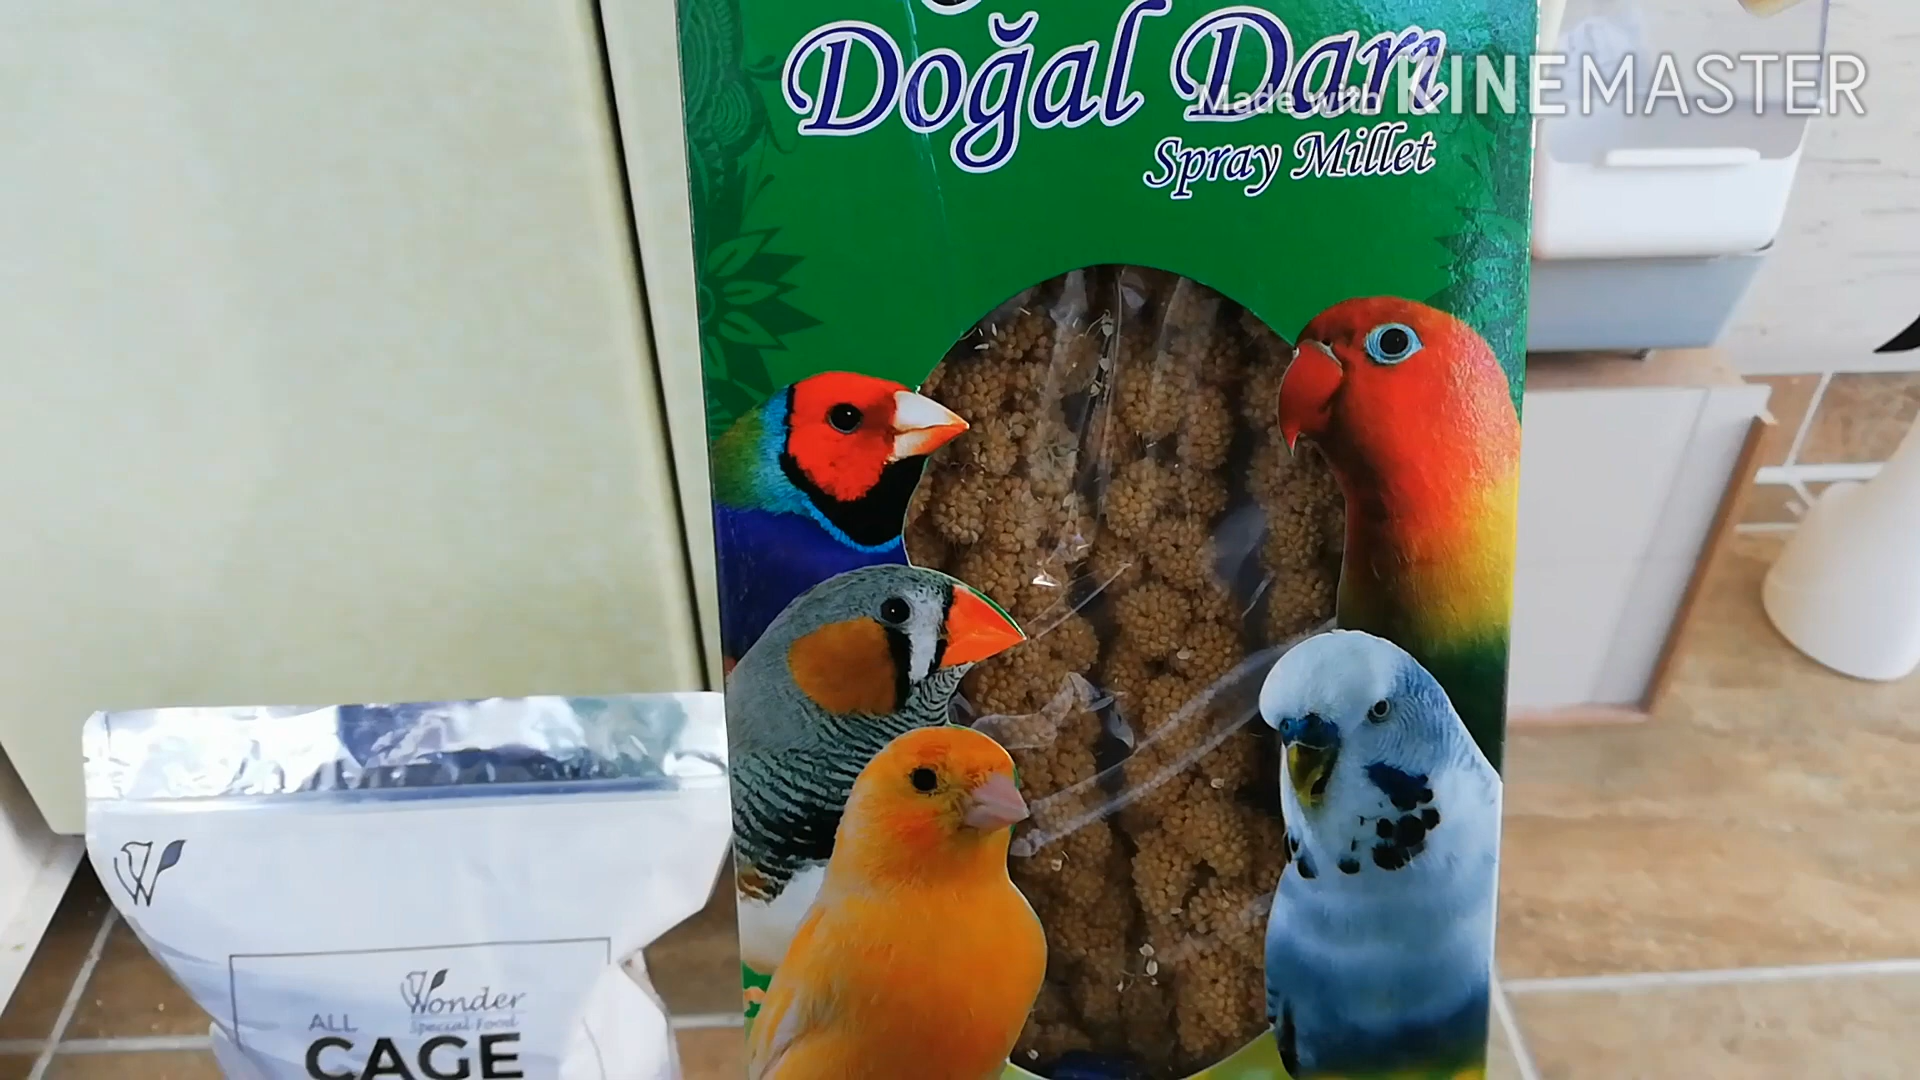 Doğal Darı
Spray Millet
Made with KINEMASTER
Wonder
Special Food
ALL
CAGE